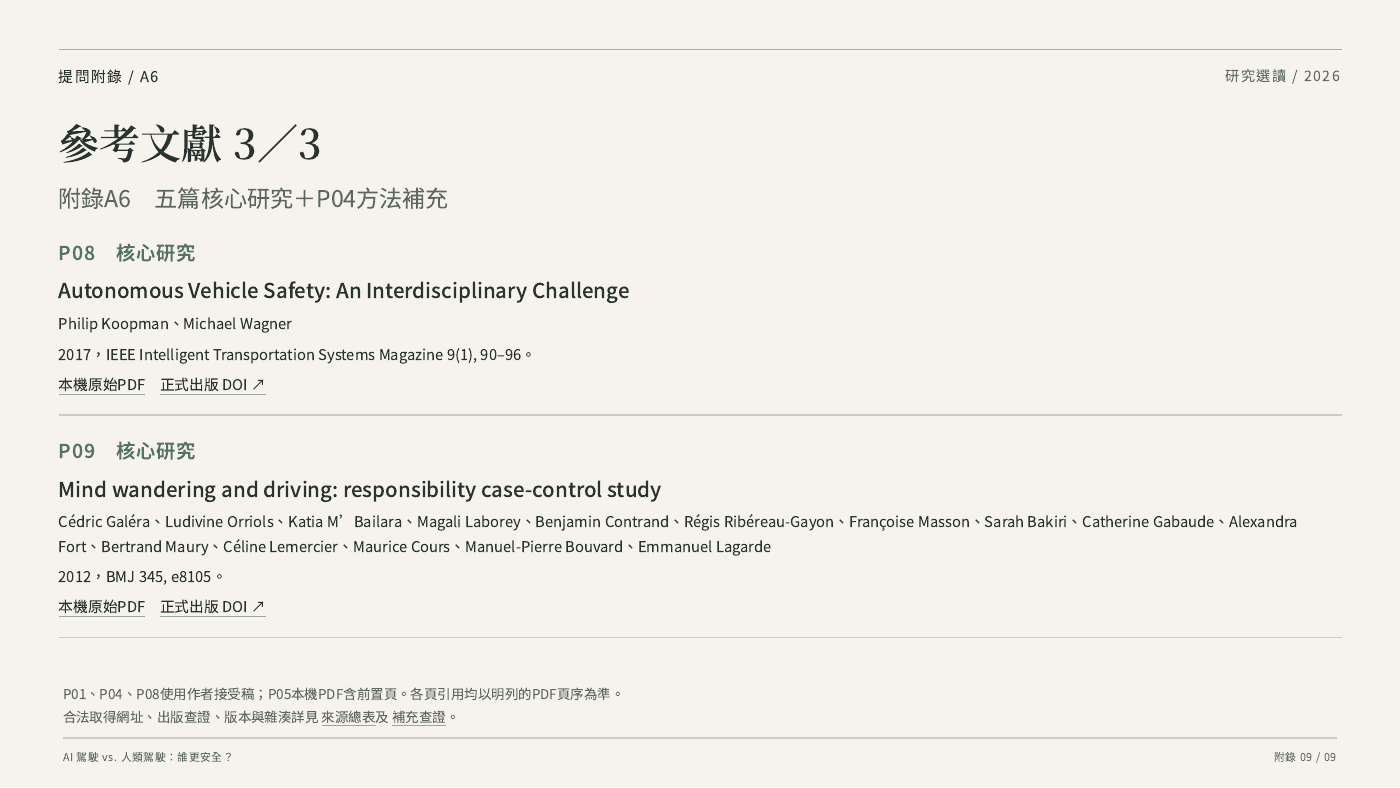 提問附錄 / A6
研究選讀 / 2026
參考文獻 3／3
附錄A6　五篇核心研究＋P04方法補充
P08　核心研究
Autonomous Vehicle Safety: An Interdisciplinary Challenge
Philip Koopman、Michael Wagner
2017，IEEE Intelligent Transportation Systems Magazine 9(1), 90–96。
本機原始PDF　正式出版 DOI ↗
P09　核心研究
Mind wandering and driving: responsibility case-control study
Cédric Galéra、Ludivine Orriols、Katia M’Bailara、Magali Laborey、Benjamin Contrand、Régis Ribéreau-Gayon、Françoise Masson、Sarah Bakiri、Catherine Gabaude、Alexandra
Fort、Bertrand Maury、Céline Lemercier、Maurice Cours、Manuel-Pierre Bouvard、Emmanuel Lagarde
2012，BMJ 345, e8105。
本機原始PDF　正式出版 DOI ↗
P01、P04、P08使用作者接受稿；P05本機PDF含前置頁。各頁引用均以明列的PDF頁序為準。
合法取得網址、出版查證、版本與雜湊詳見 來源總表及 補充查證。
AI 駕駛 vs. 人類駕駛：誰更安全？
附錄 09 / 09